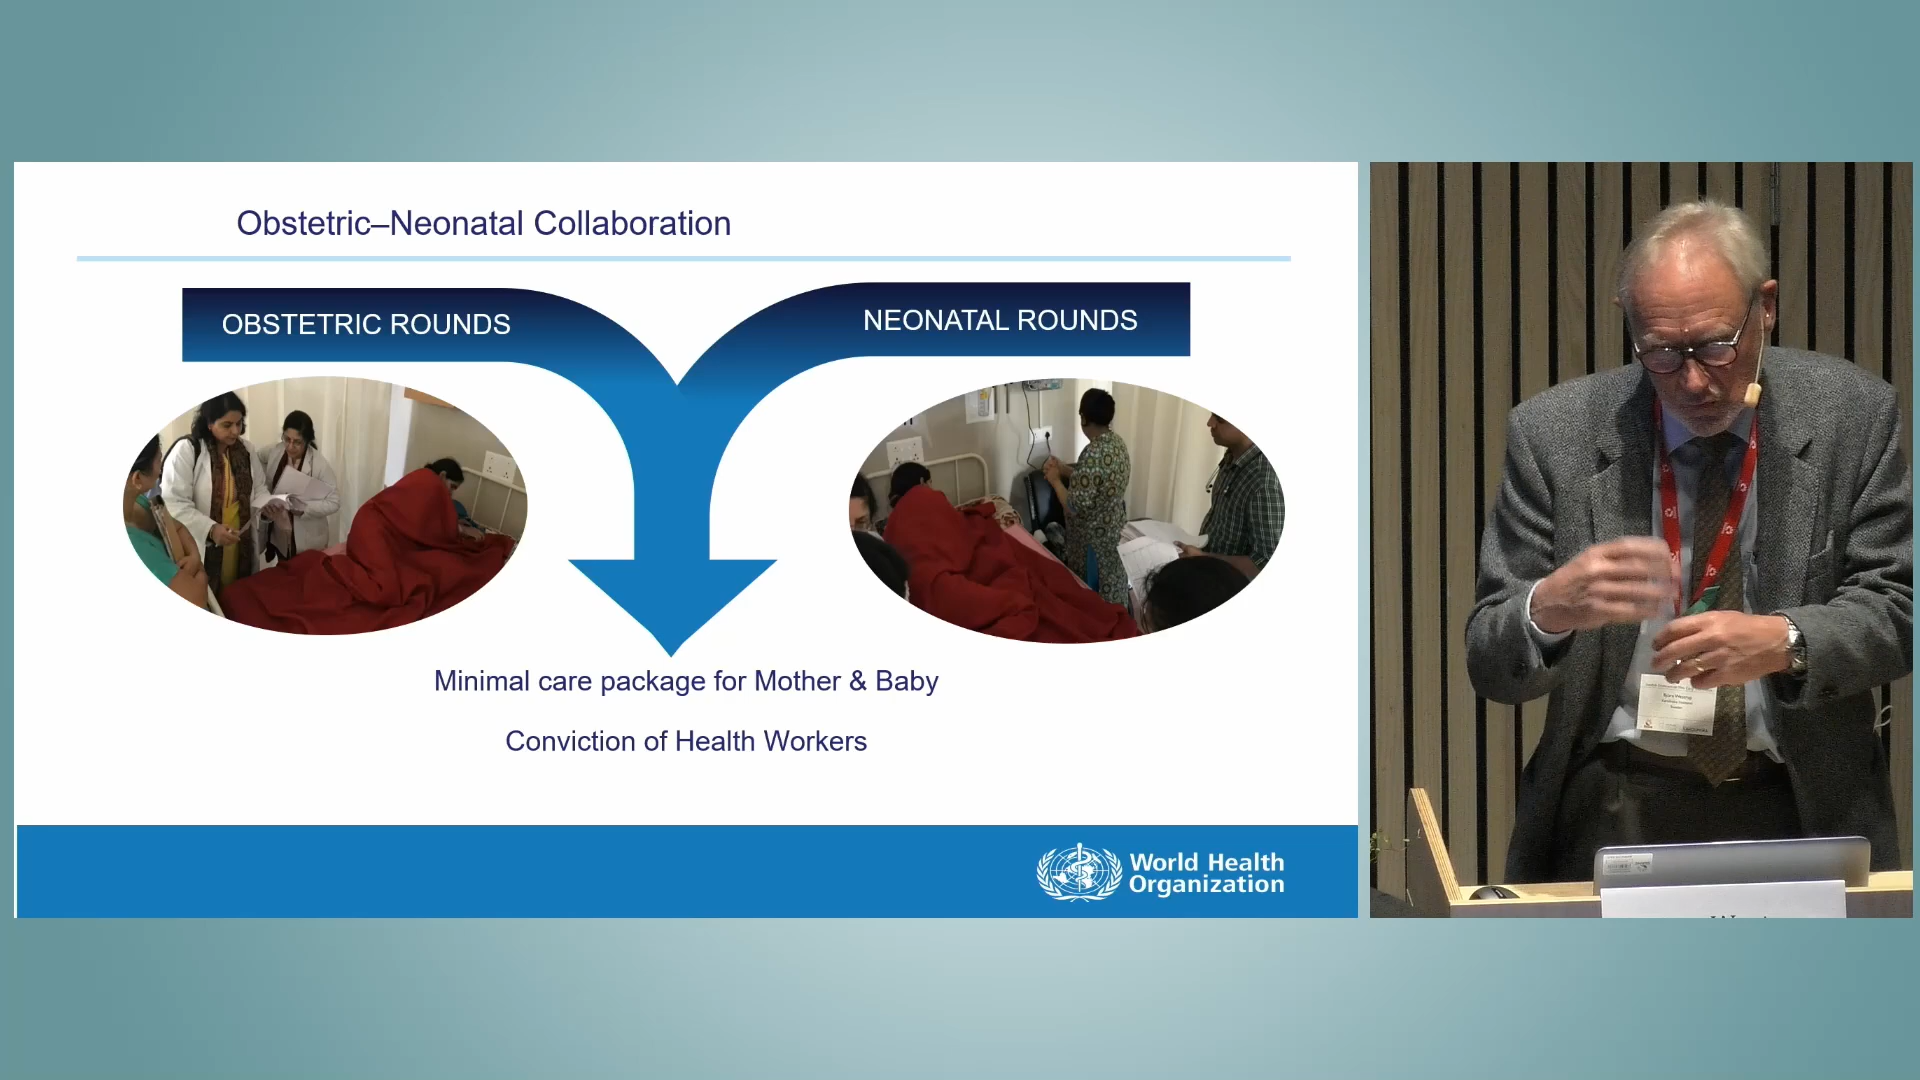 Obstetric–Neonatal Collaboration
OBSTETRIC ROUNDS
NEONATAL ROUNDS
Minimal care package for Mother & Baby
Conviction of Health Workers
World Health
Organization